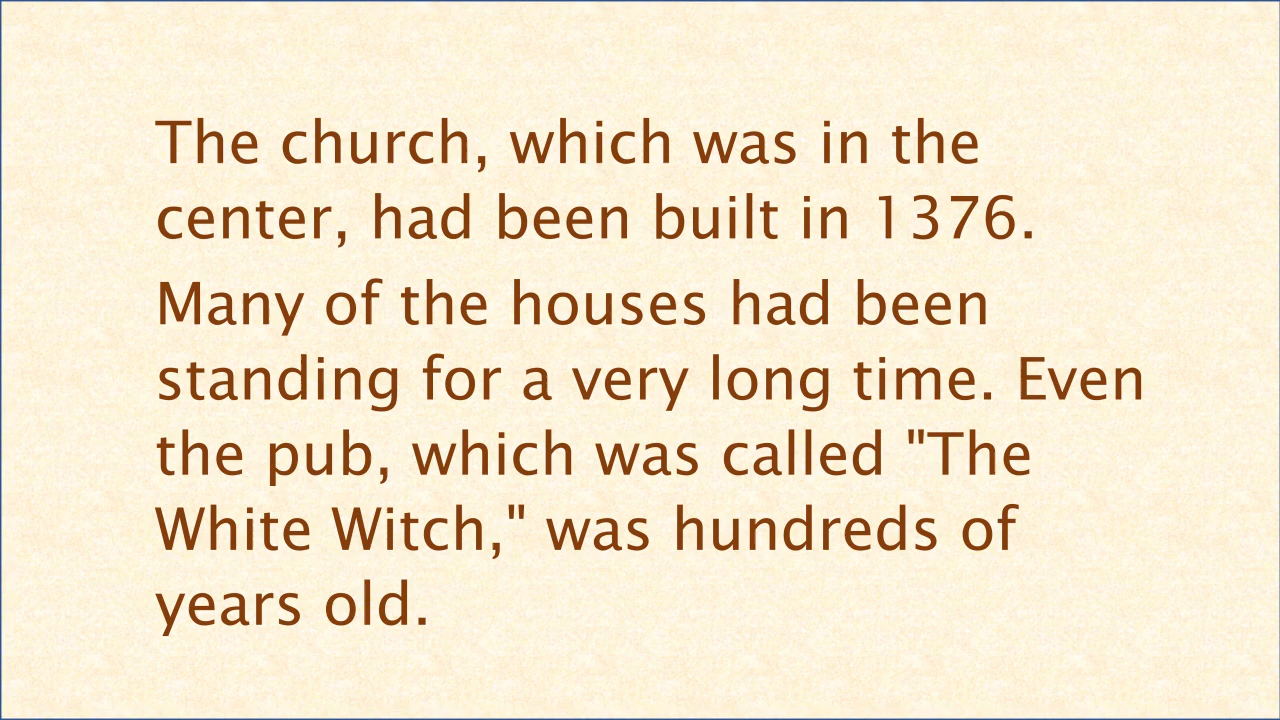 The church, which was in the
center, had been built in 1376.
Many of the houses had been
standing for a very long time. Even
the pub, which was called "The
White Witch," was hundreds of
years old.